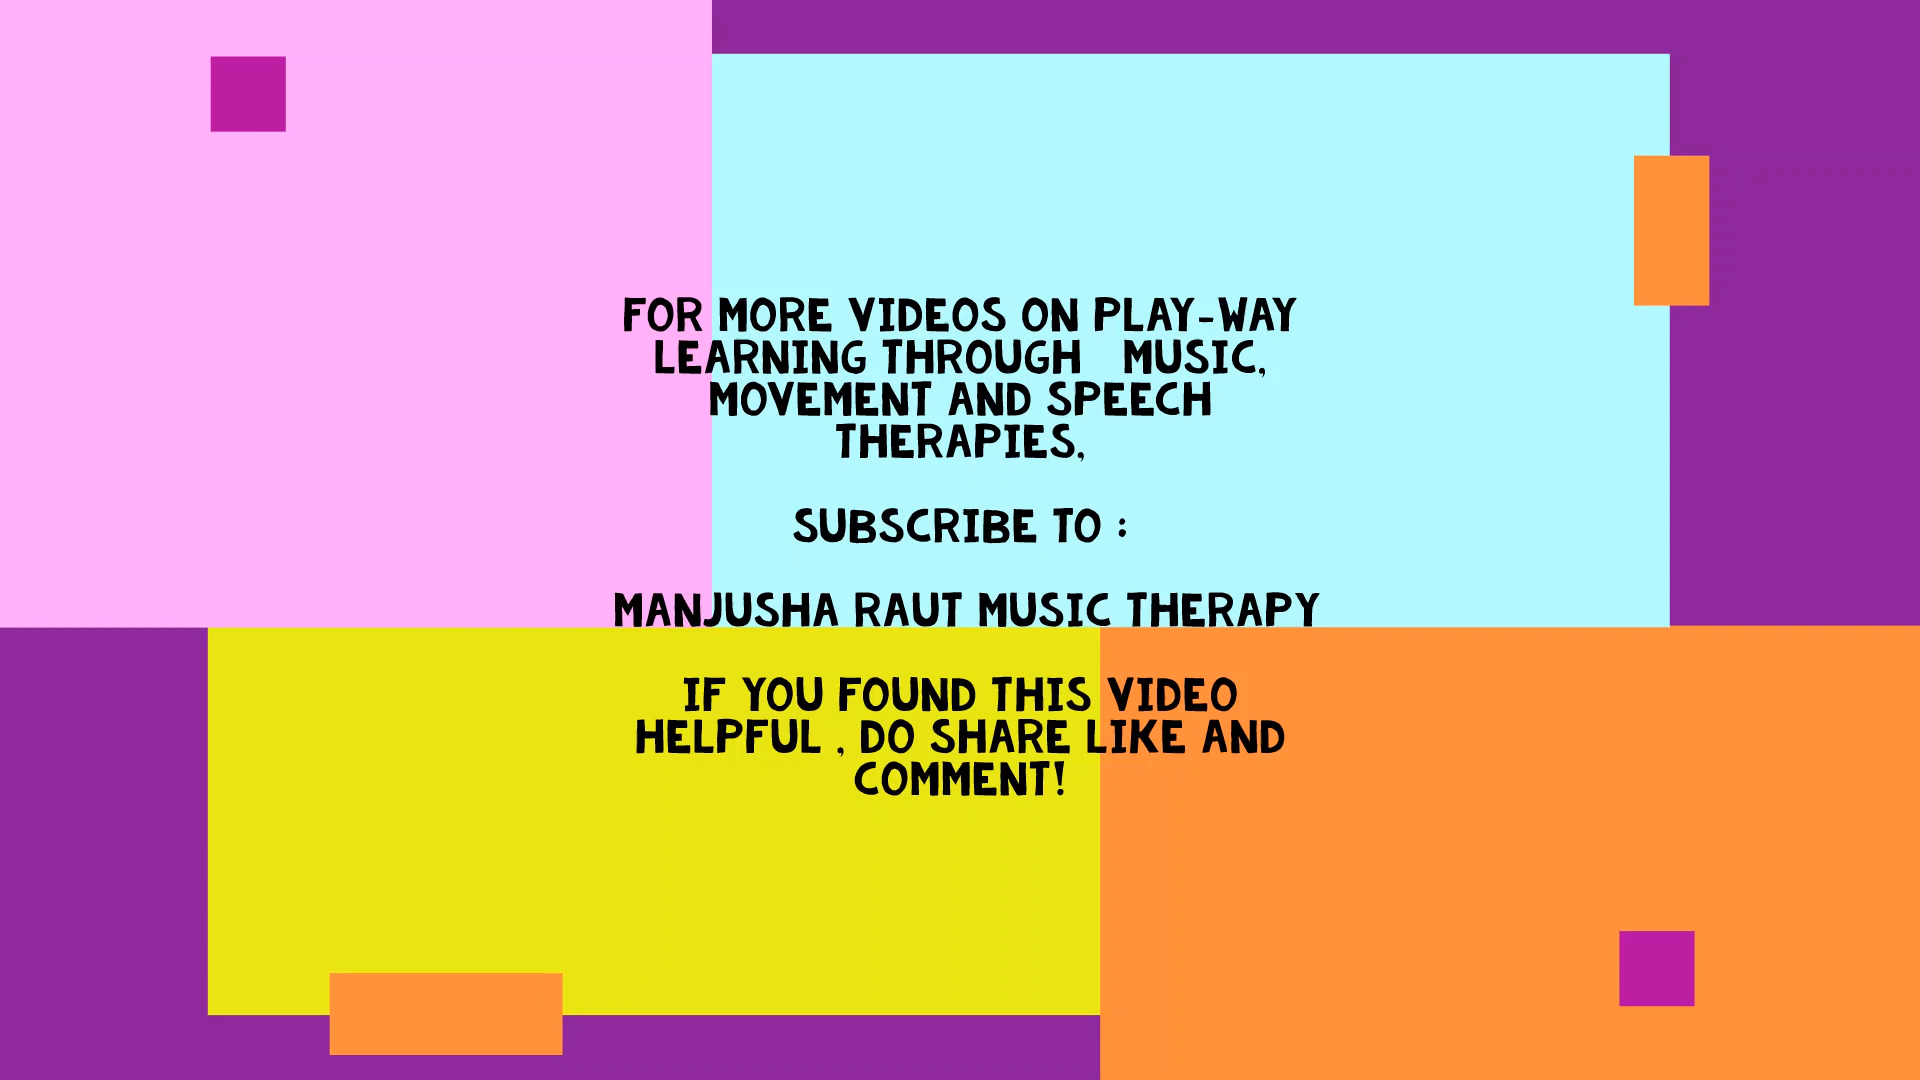 FOR MORE VIDEOS ON PLAY-WAY
LEARNING THROUGH MUSIC,
MOVEMENT AND SPEECH
THERAPIES,
SUBSCRIBE TO :
MANJUSHA RAUT MUSIC THERAPY
IF YOU FOUND THIS VIDEO
HELPFUL , DO SHARE LIKE AND
COMMENT!